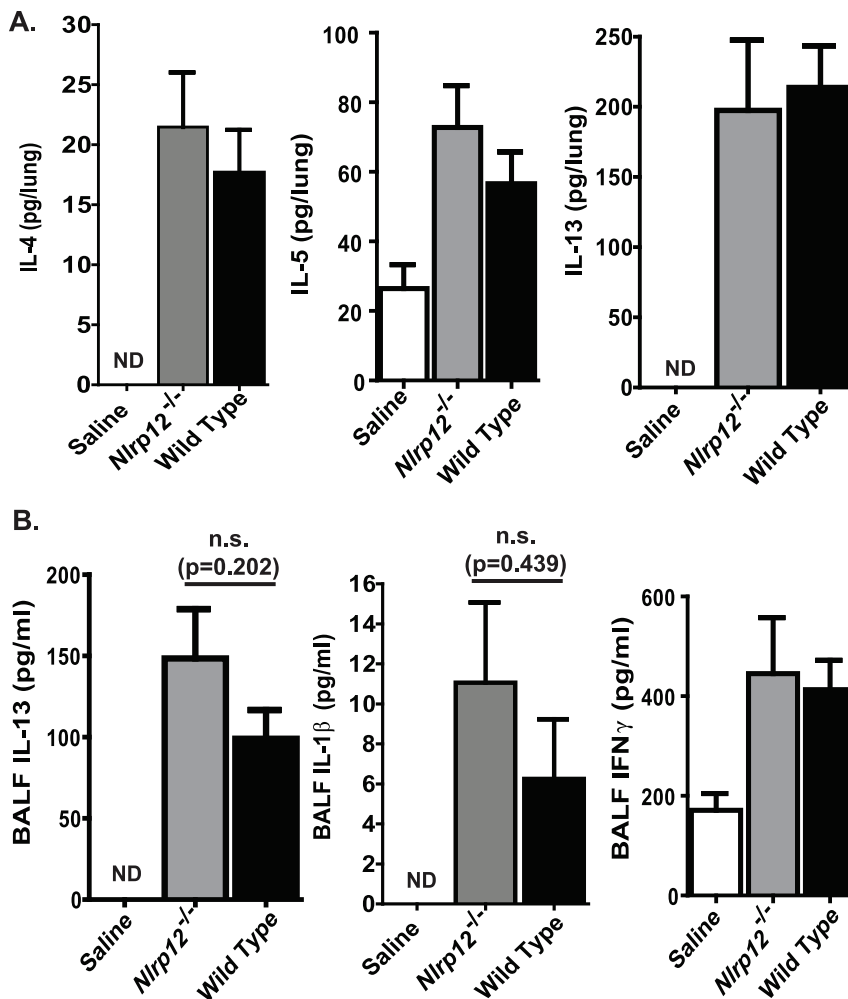 A.
IL-4 (pg/lung)
30
25
20
15
10
5
0
ND
Saline
Nlrp12-/-
Wild Type
IL-5 (pg/lung)
100
80
60
40
20
0
Saline
Nlrp12-/-
Wild Type
IL-13 (pg/lung)
250
200
150
100
50
0
ND
Saline
Nlrp12-/-
Wild Type
B.
n.s.
(p=0.202)
BALF IL-13 (pg/ml)
200
150
100
50
0
ND
Saline
Nlrp12-/-
Wild Type
n.s.
(p=0.439)
BALF IL-1β (pg/ml)
16
14
12
10
8
6
4
2
0
ND
Saline
Nlrp12-/-
Wild Type
BALF IFNγ (pg/ml)
600
400
200
0
Saline
Nlrp12-/-
Wild Type